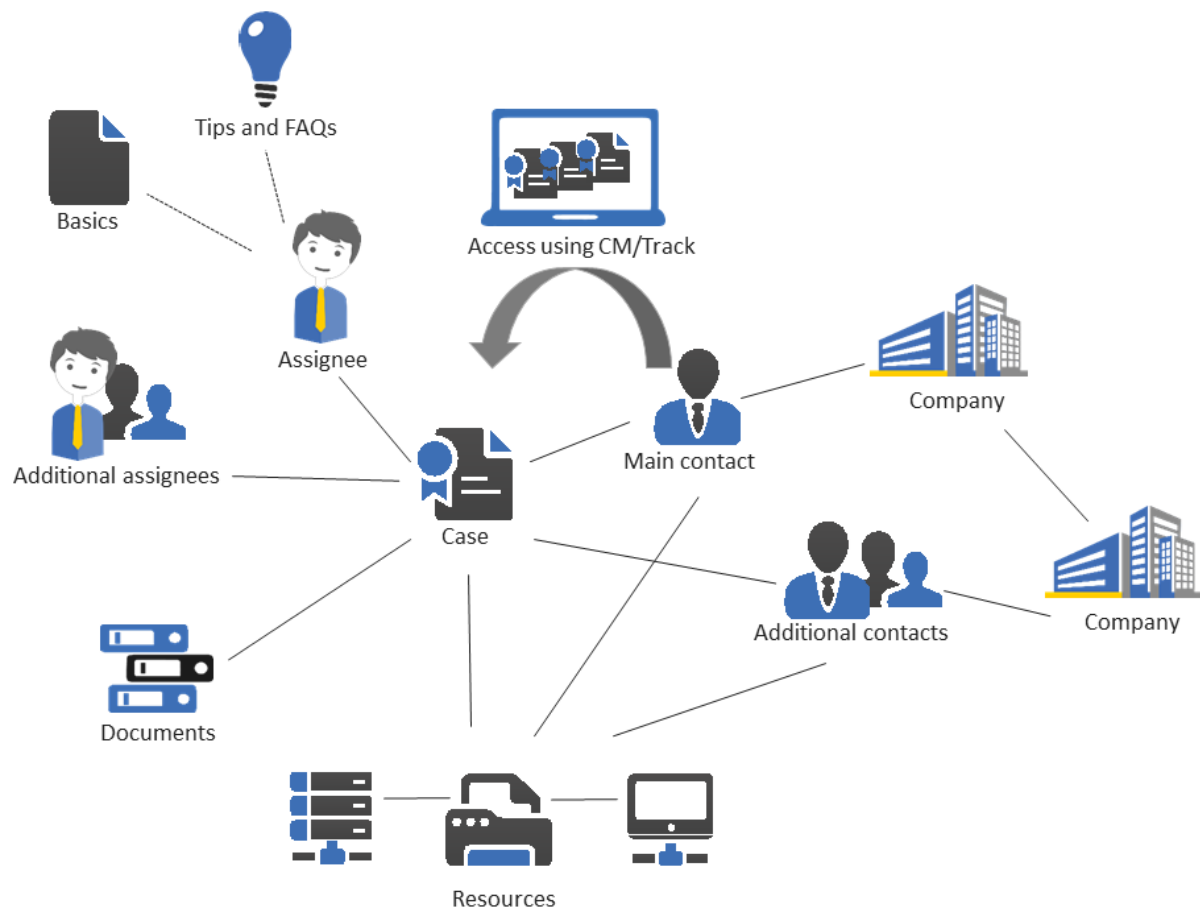 Tips and FAQs
Basics
Access using CM/Track
Assignee
Company
Main contact
Additional assignees
Case
Company
Additional contacts
Documents
Resources